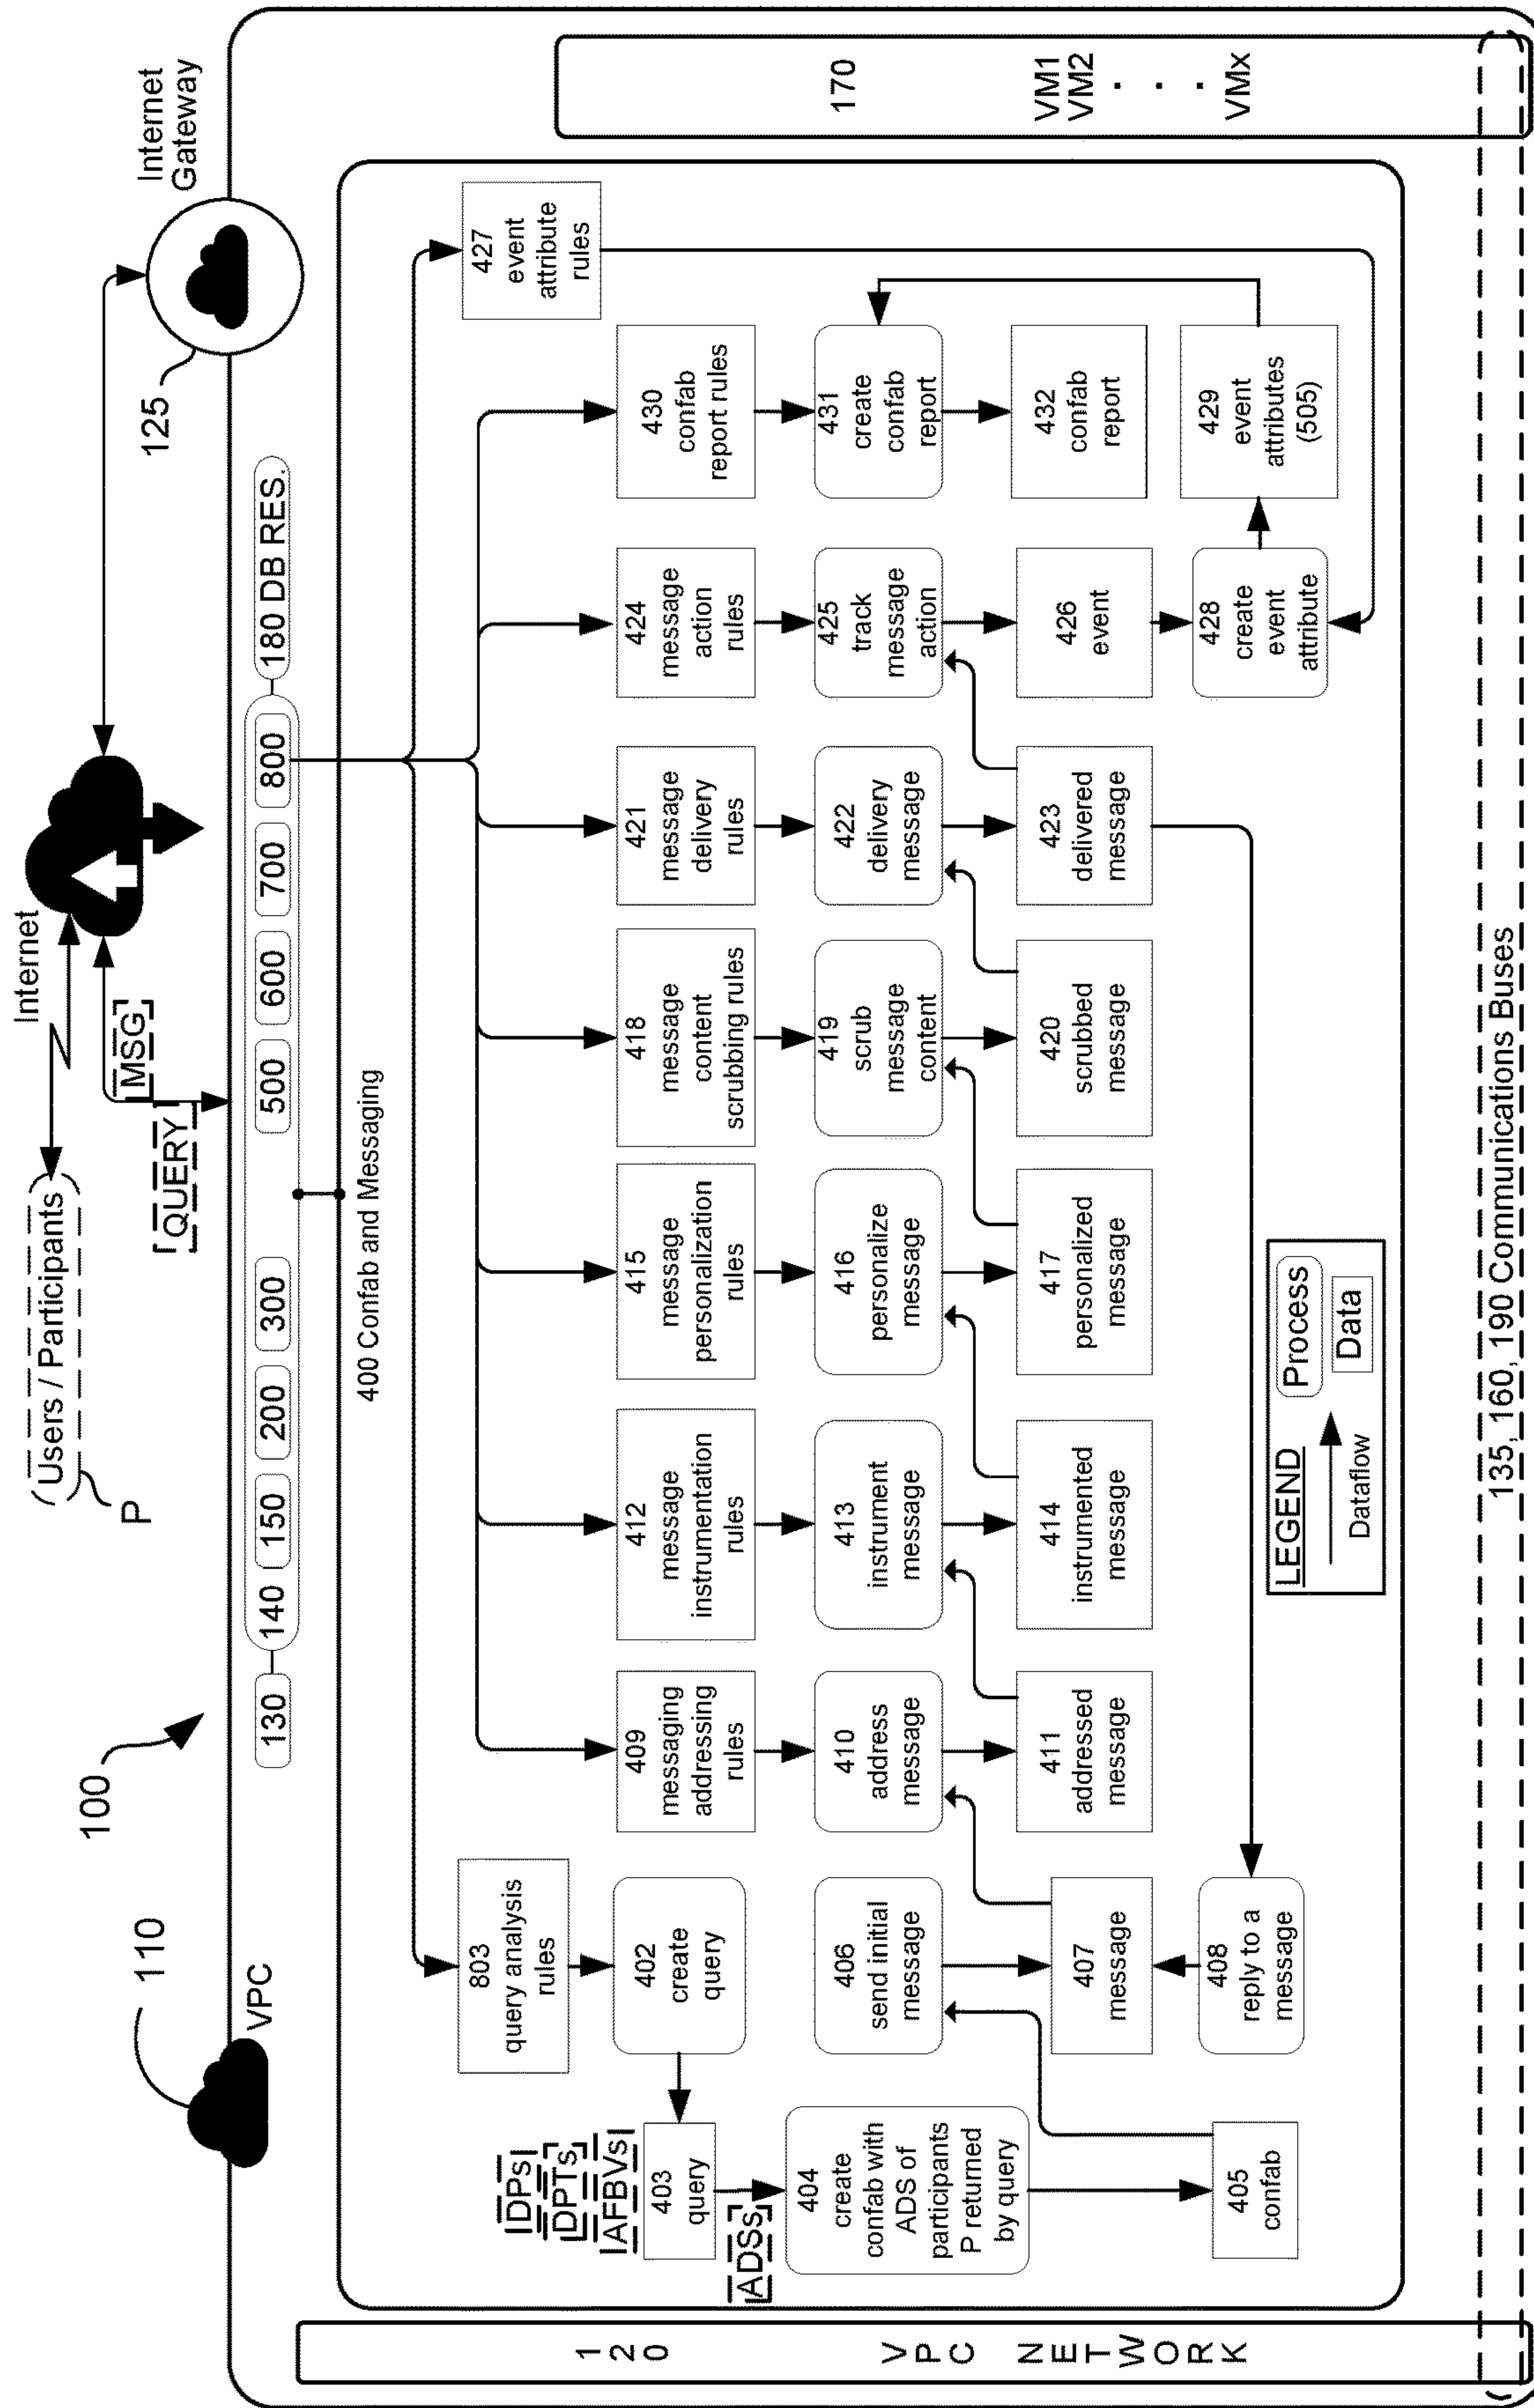 100
110
VPC
Users / Participants
P
Internet
[MSG]
[QUERY]
Internet
Gateway
125
130
140
150
200
300
500
600
700
800
180 DB RES.
400 Confab and Messaging
120
VPC NETWORK
170
VM1
VM2
.
.
.
VMx
803
query analysis
rules
402
create
query
IDPs
DPTs
AFBVs
403
query
ADSs
404
create
confab with
ADS of
participants
P returned
by query
405
confab
406
send initial
message
407
message
408
reply to a
message
409
messaging
addressing
rules
410
address
message
411
addressed
message
412
message
instrumentation
rules
413
instrument
message
414
instrumented
message
415
message
personalization
rules
416
personalize
message
417
personalized
message
418
message
content
scrubbing rules
419
scrub
message
content
420
scrubbed
message
421
message
delivery
rules
422
delivery
message
423
delivered
message
424
message
action
rules
425
track
message
action
426
event
427
event
attribute
rules
428
create
event
attribute
429
event
attributes
(505)
430
confab
report rules
431
create
confab
report
432
confab
report
LEGEND
Process
Dataflow
Data
135, 160, 190 Communications Buses